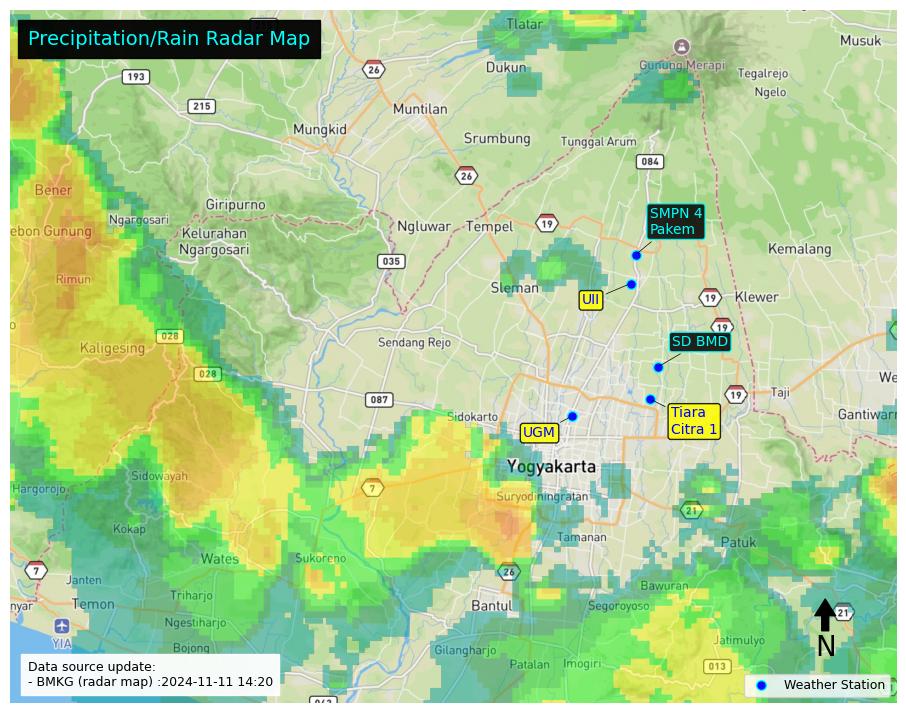 Precipitation/Rain Radar Map
Tlatar
Musuk
193
26
Dukun
Gunung Merapi
Tegalrejo
Ngelo
215
Muntilan
Mungkid
Srumbung
Tunggal Arum
084
26
Bener
Giripurno
Ngargosari
Ngluwar
Tempel
19
SMPN 4
Pakem
ebon Gunung
Kelurahan
Ngargosari
Kemalang
035
Rimun
Sleman
UII
19
Klewer
19
028
Kaligesing
Sendang Rejo
SD BMD
028
087
19
Taji
We
Sidokarto
UGM
Tiara
Citra 1
Gantiwar
Yogyakarta
Sidowayah
Hargorojo
7
Suryodiningratan
21
Kokap
Tamanan
Patuk
Wates
Sukoreno
7
26
Janten
Bawuran
nyar
Temon
Triharjo
Bantul
Segoroyoso
21
YIA
Ngestiharjo
N
Jatimulyo
Bojong
Gilangharjo
Patalan
Imogiri
013
Data source update:
- BMKG (radar map) :2024-11-11 14:20
Weather Station